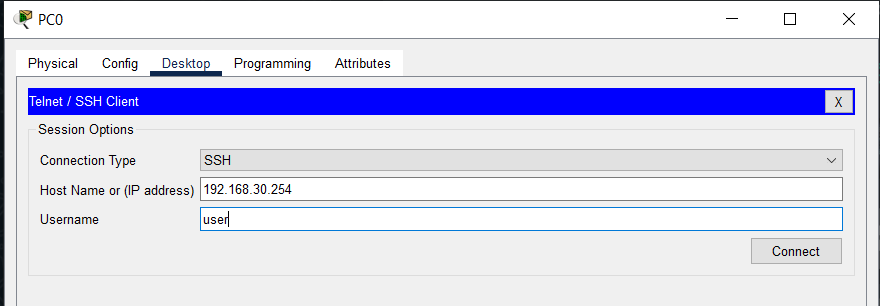 PC0
Physical Config Desktop Programming Attributes
Telnet / SSH Client X
Session Options
Connection Type SSH
Host Name or (IP address) 192.168.30.254
Username user
Connect